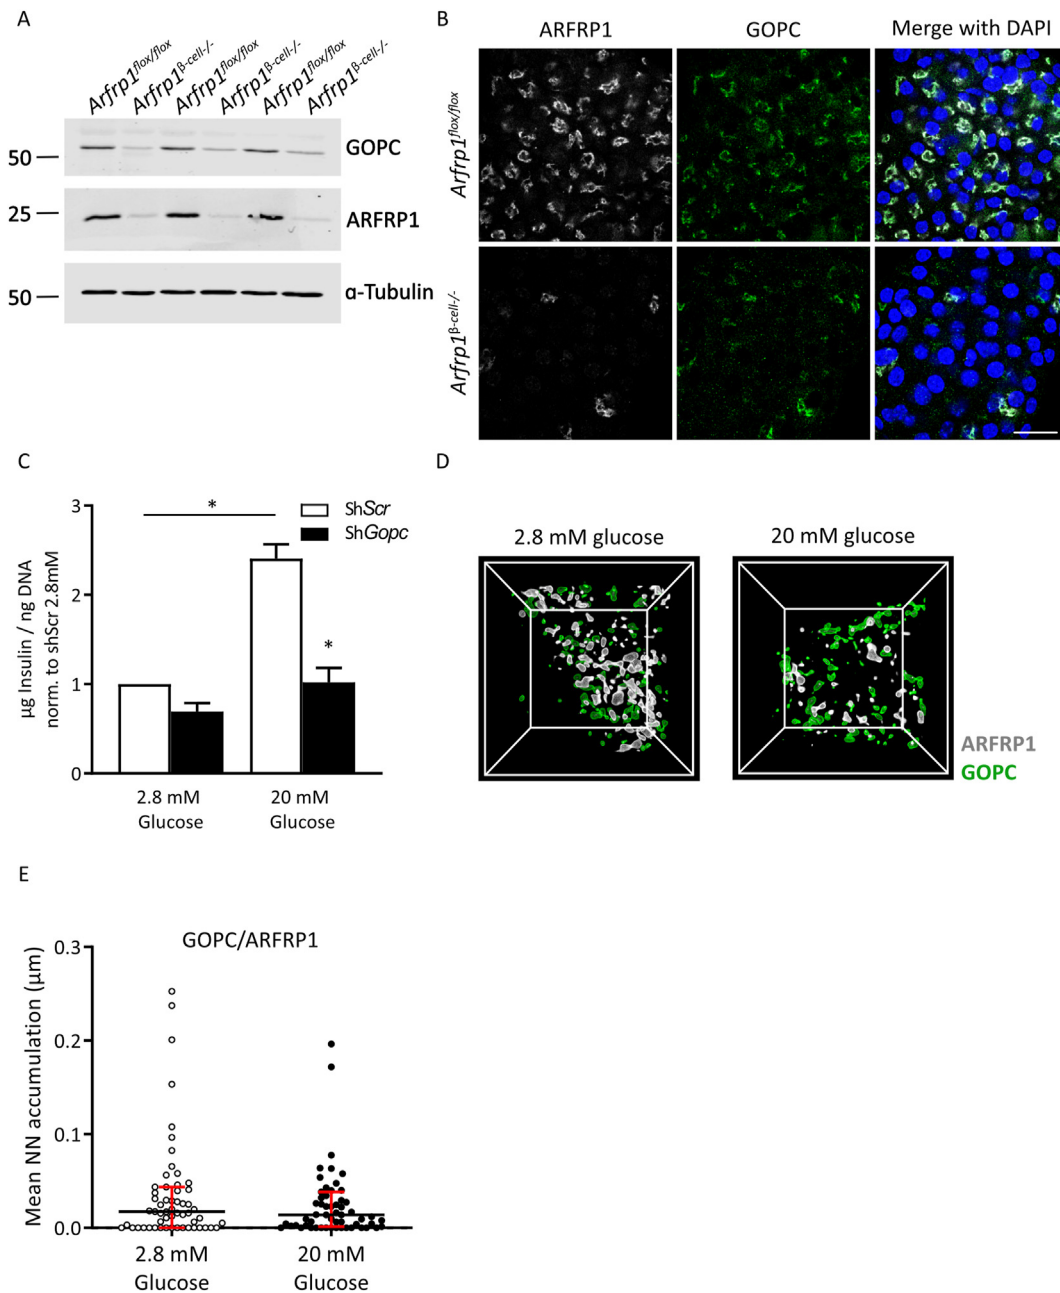 A
Arfrp1flox/flox
Arfrp1β-cell-/-
Arfrp1flox/flox
Arfrp1β-cell-/-
Arfrp1flox/flox
Arfrp1β-cell-/-
50
GOPC
25
ARFRP1
50
α-Tubulin
B
ARFRP1 GOPC Merge with DAPI
Arfrp1flox/flox
Arfrp1β-cell-/-
C
µg Insulin / ng DNA
norm. to shScr 2.8mM
3
2
1
0
*
*
ShScr
ShGopc
2.8 mM
Glucose
20 mM
Glucose
D
2.8 mM glucose
20 mM glucose
ARFRP1
GOPC
E
GOPC/ARFRP1
Mean NN accumulation (µm)
0.3
0.2
0.1
0.0
2.8 mM
Glucose
20 mM
Glucose